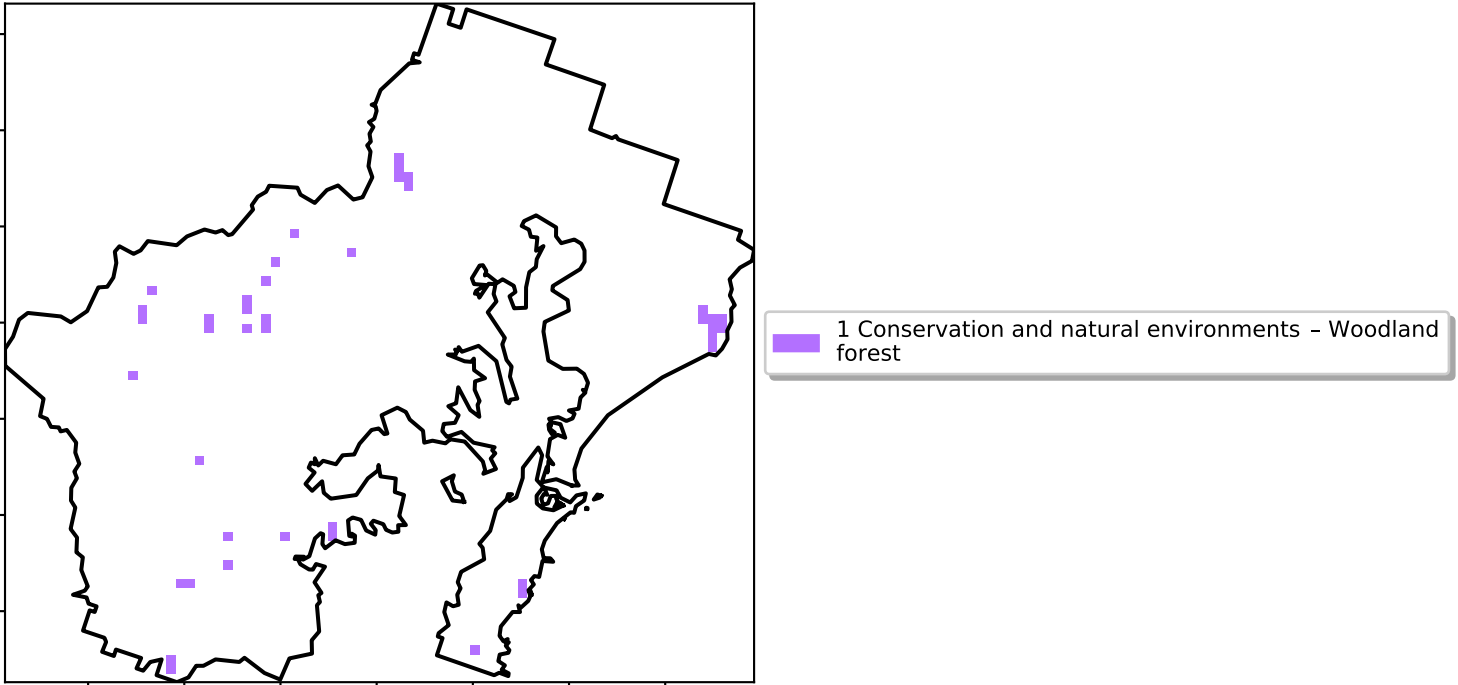 1 Conservation and natural environments – Woodland
forest